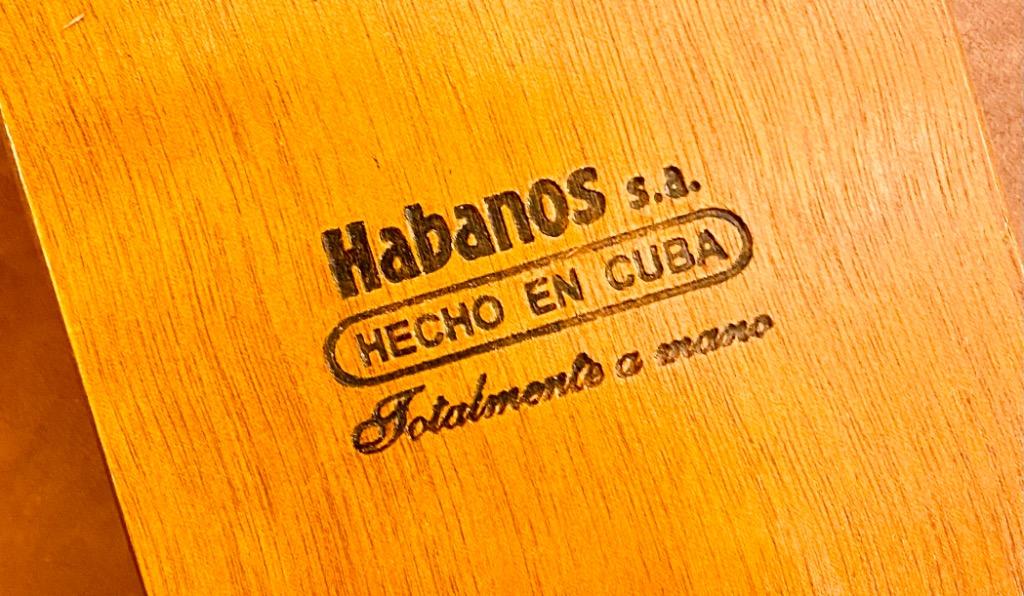 Habanos s.a.
HECHO EN CUBA
Totalmente a mano